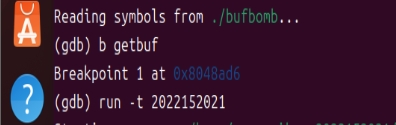 Reading symbols from ./bufbomb...
(gdb) b getbuf
Breakpoint 1 at 0x8048ad6
(gdb) run -t 2022152021